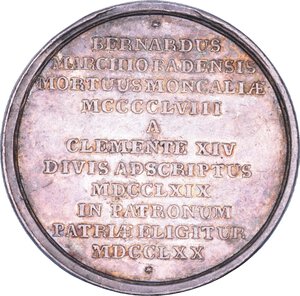 BERNARDUS
MARCHIO BADENSIS
MORTUUS MONCALIÆ
MCCCCLVIII
A
CLEMENTE XIV
DIVIS ADSCRIPTUS
MDCCLXIX
IN PATRONUM
PATRIÆ ELIGITUR
MDCCLXX